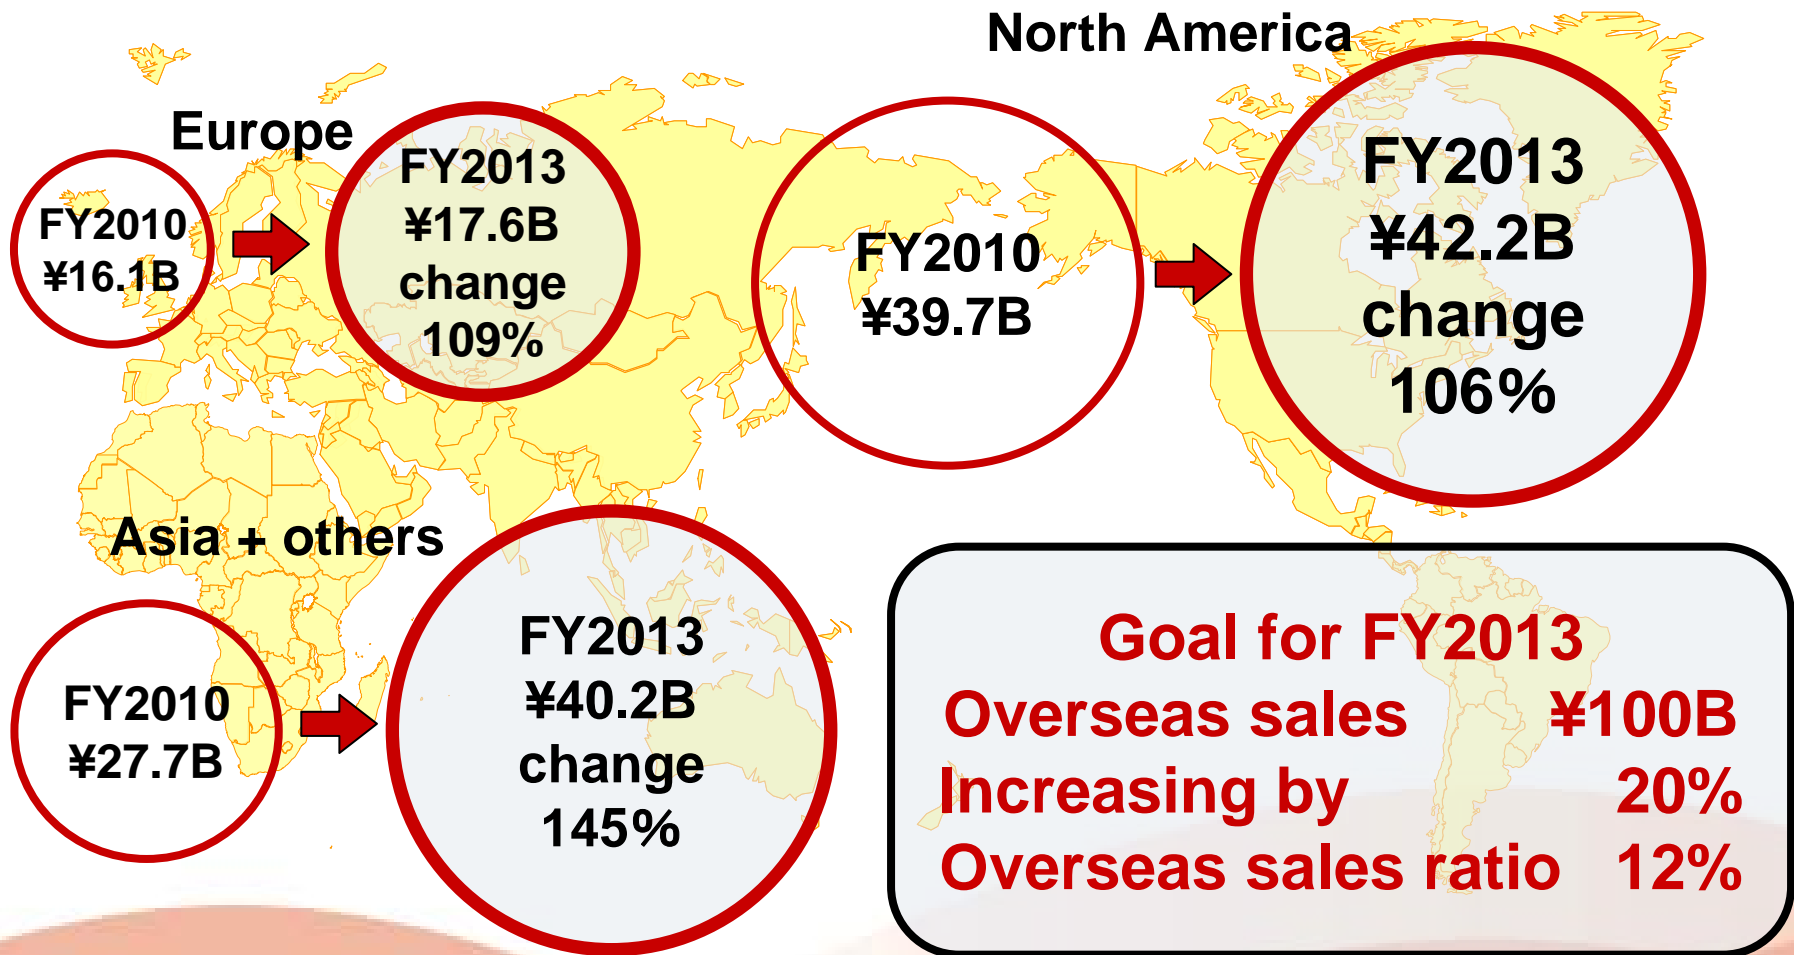 North America
Europe
FY2010
¥16.1B
FY2013
¥17.6B
change
109%
FY2010
¥39.7B
FY2013
¥42.2B
change
106%
Asia + others
FY2010
¥27.7B
FY2013
¥40.2B
change
145%
Goal for FY2013
Overseas sales ¥100B
Increasing by 20%
Overseas sales ratio 12%